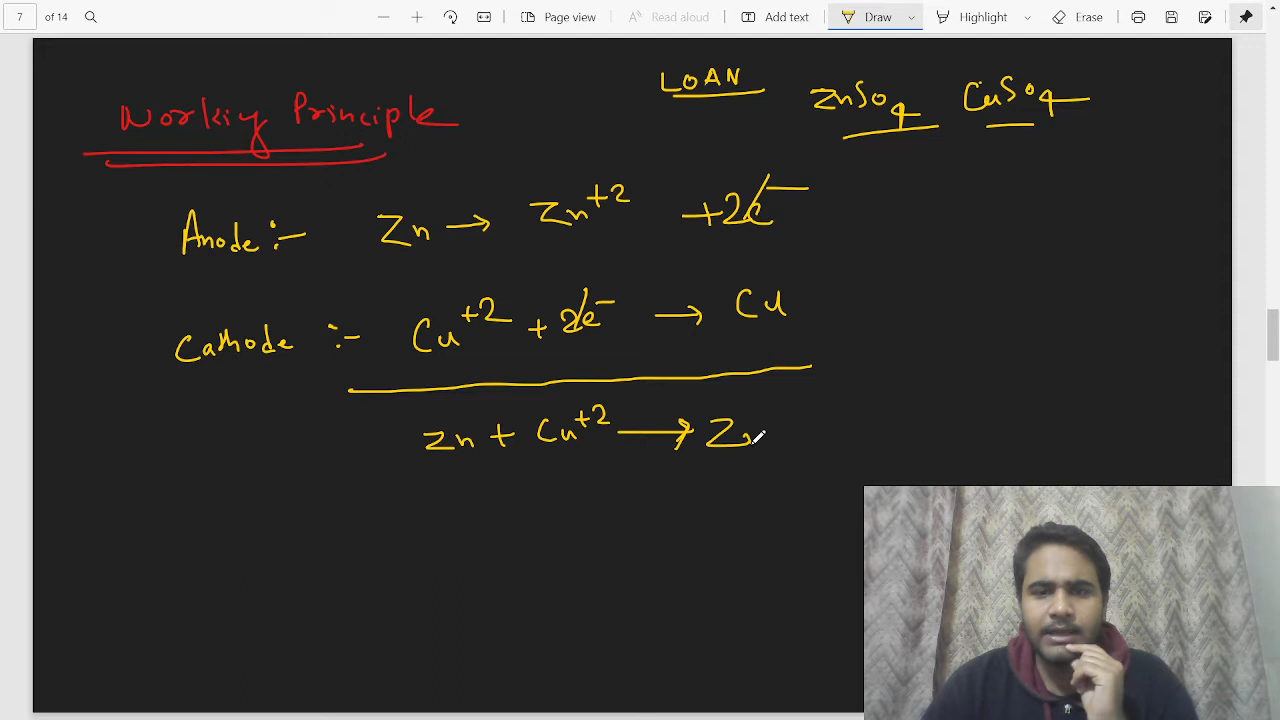 7 of 14 Page view Read aloud Add text Draw Highlight Erase
LOAN
ZnSO4 CuSO4
Workiy Principle
Anode :- Zn → Zn+2 +2e−
Cathode :- Cu+2 + 2e− → Cu
Zn + Cu+2 → Zn